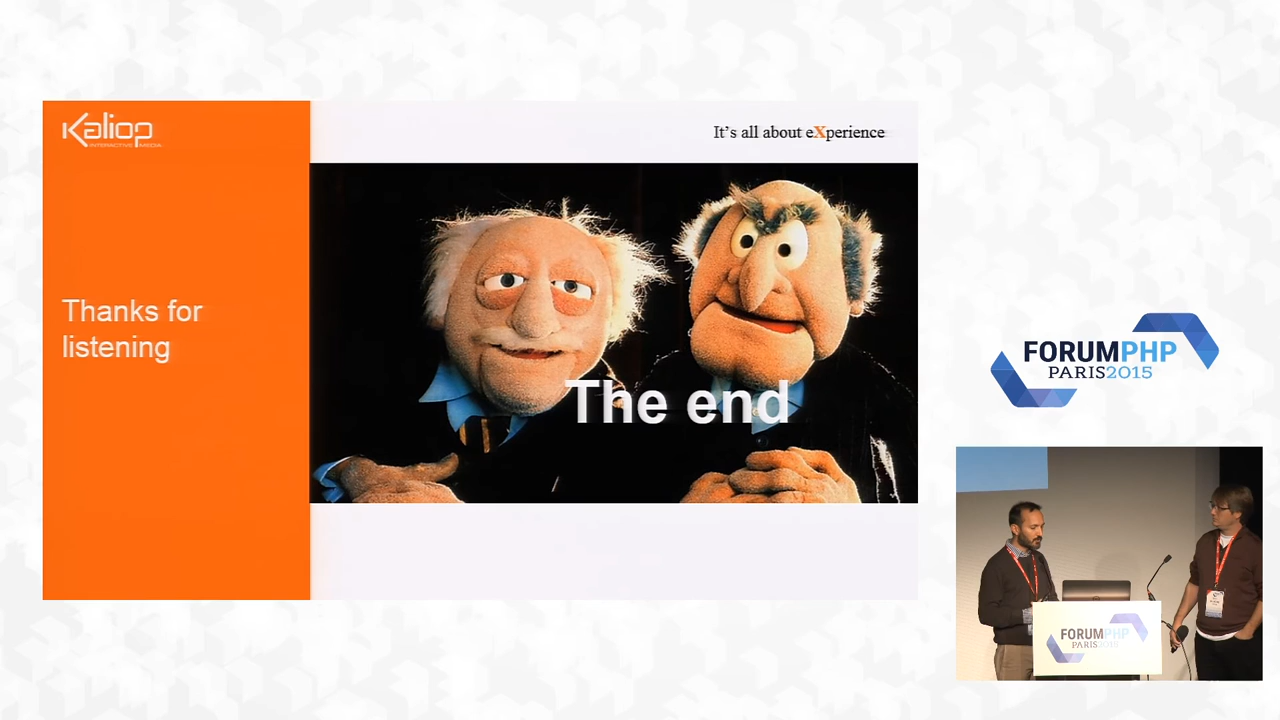 Kaliop
INTERACTIVE MEDIA
It's all about eXperience
Thanks for
listening
The end
FORUMPHP
PARIS2015
FORUMPHP
PARIS2015